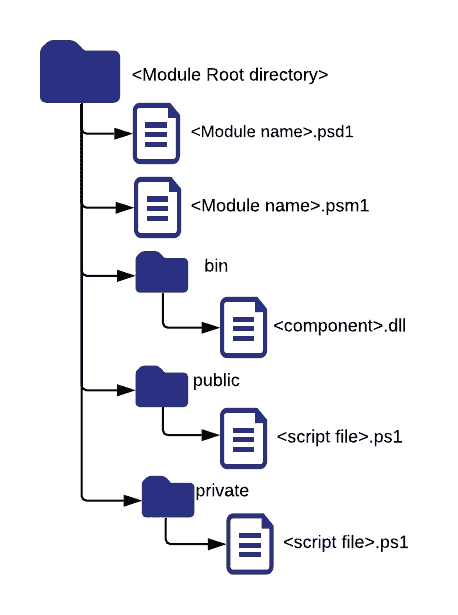 <Module Root directory>
<Module name>.psd1
<Module name>.psm1
bin
<component>.dll
public
<script file>.ps1
private
<script file>.ps1